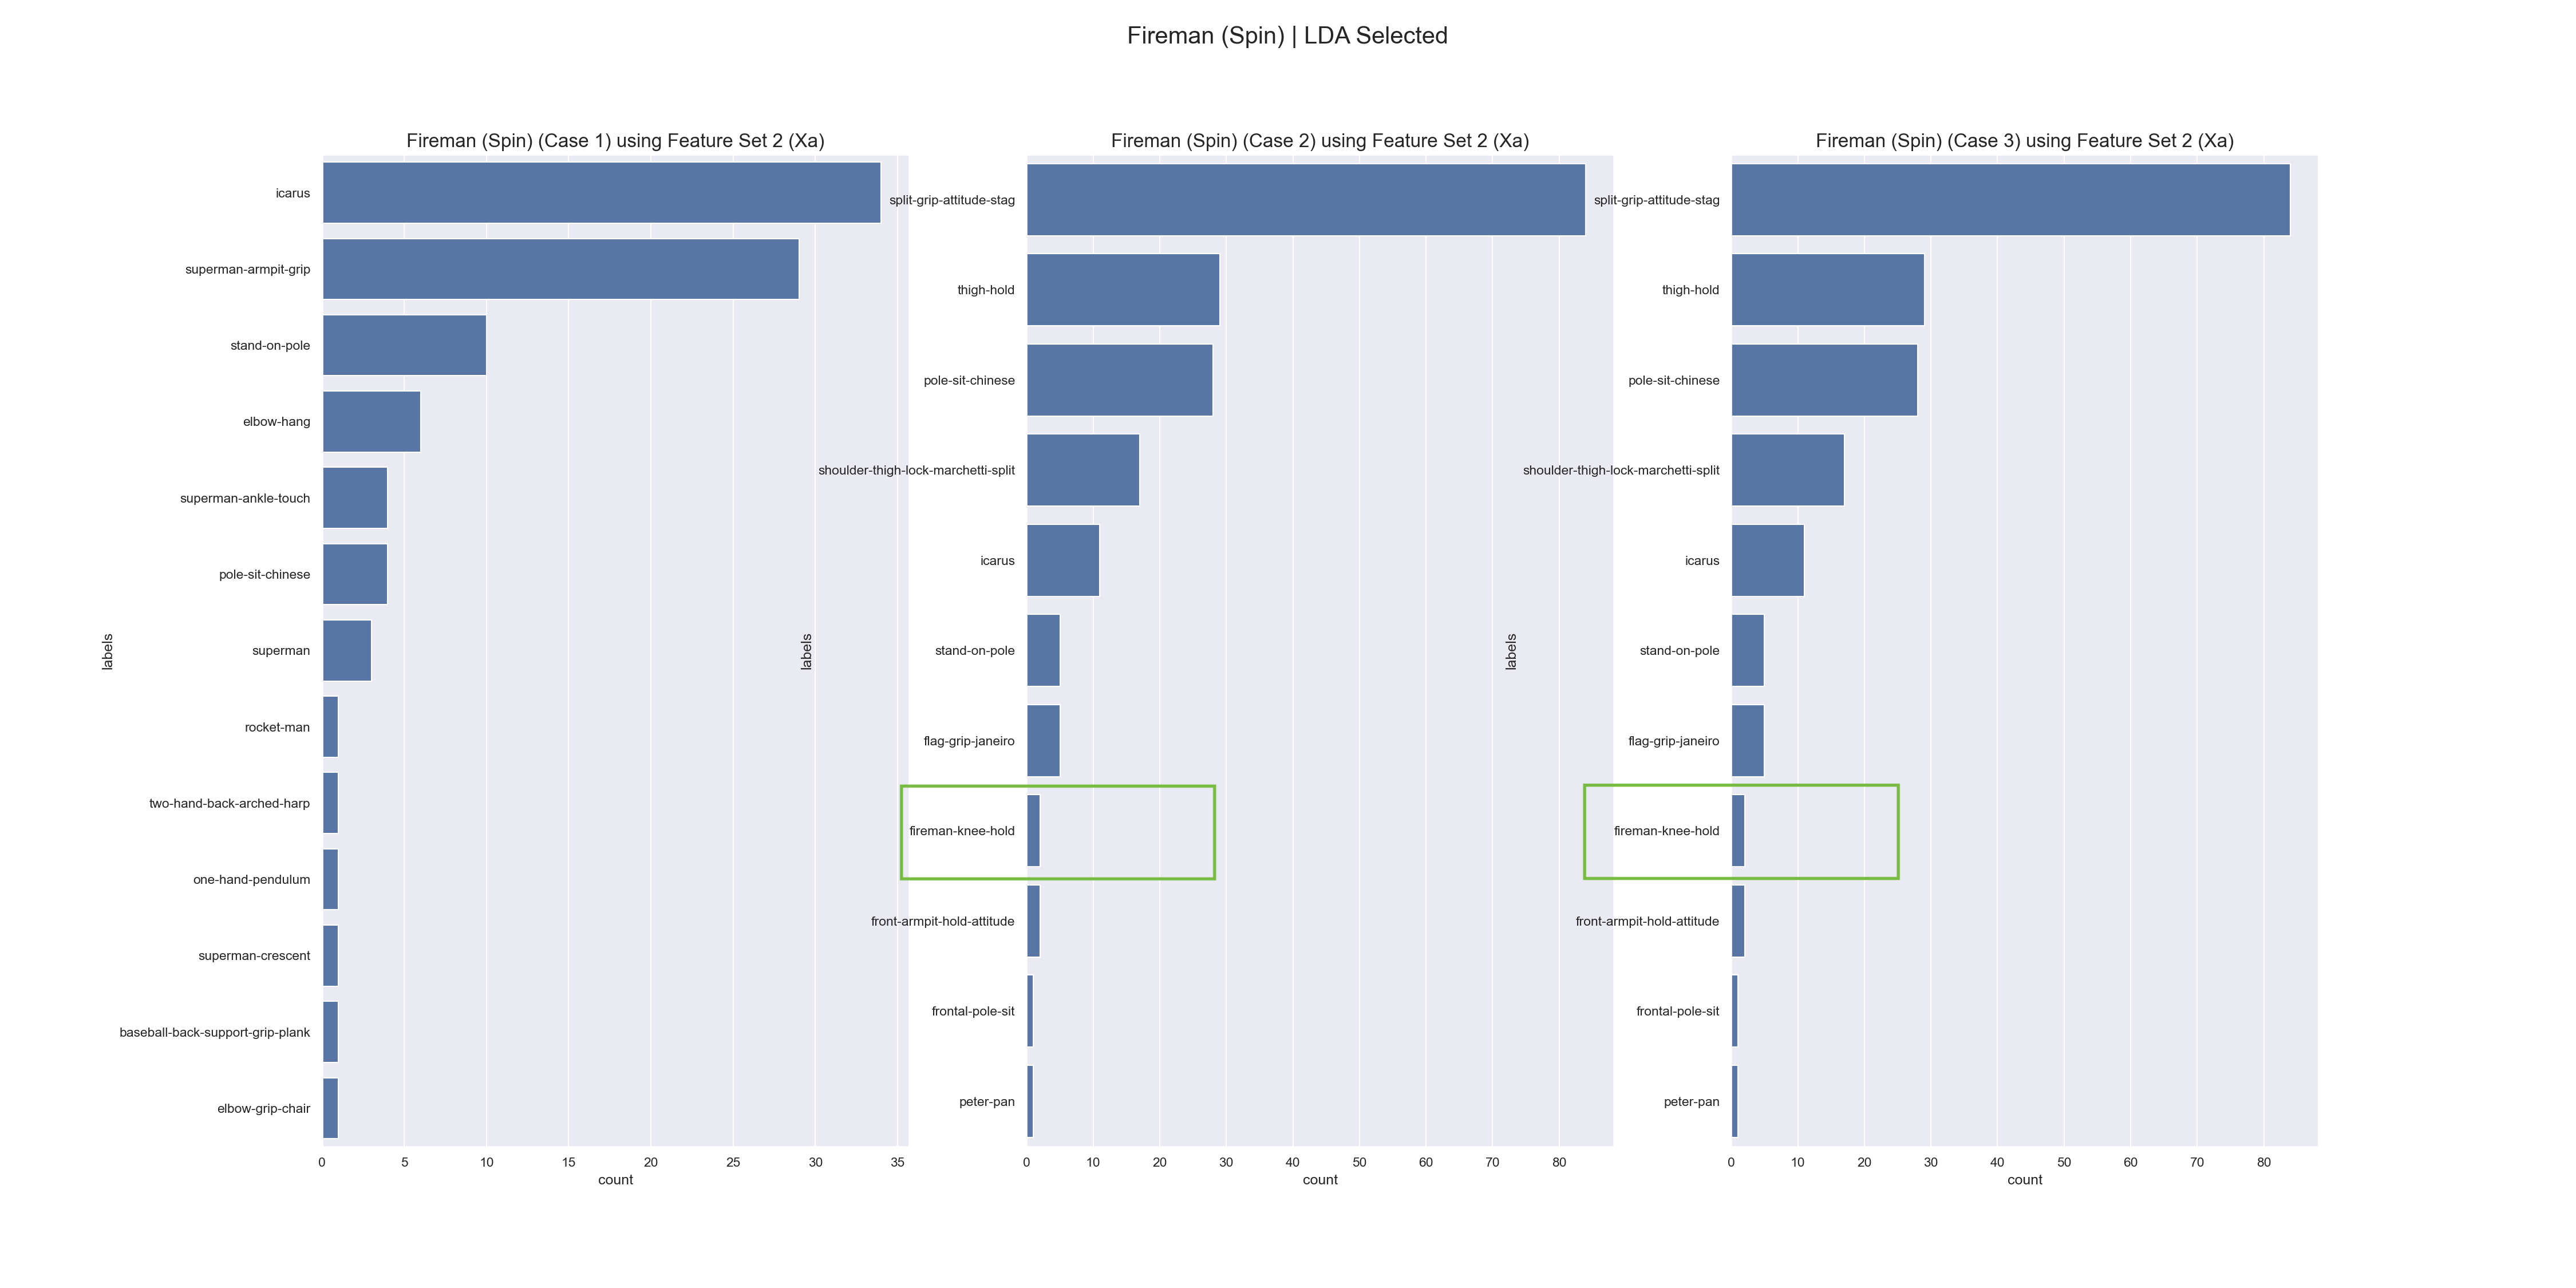 Fireman (Spin) | LDA Selected
Fireman (Spin) (Case 1) using Feature Set 2 (Xa)
labels
icarus
superman-armpit-grip
stand-on-pole
elbow-hang
superman-ankle-touch
pole-sit-chinese
superman
rocket-man
two-hand-back-arched-harp
one-hand-pendulum
superman-crescent
baseball-back-support-grip-plank
elbow-grip-chair
0 5 10 15 20 25 30 35
count
Fireman (Spin) (Case 2) using Feature Set 2 (Xa)
labels
split-grip-attitude-stag
thigh-hold
pole-sit-chinese
shoulder-thigh-lock-marchetti-split
icarus
stand-on-pole
flag-grip-janeiro
fireman-knee-hold
front-armpit-hold-attitude
frontal-pole-sit
peter-pan
0 10 20 30 40 50 60 70 80
count
Fireman (Spin) (Case 3) using Feature Set 2 (Xa)
labels
split-grip-attitude-stag
thigh-hold
pole-sit-chinese
shoulder-thigh-lock-marchetti-split
icarus
stand-on-pole
flag-grip-janeiro
fireman-knee-hold
front-armpit-hold-attitude
frontal-pole-sit
peter-pan
0 10 20 30 40 50 60 70 80
count